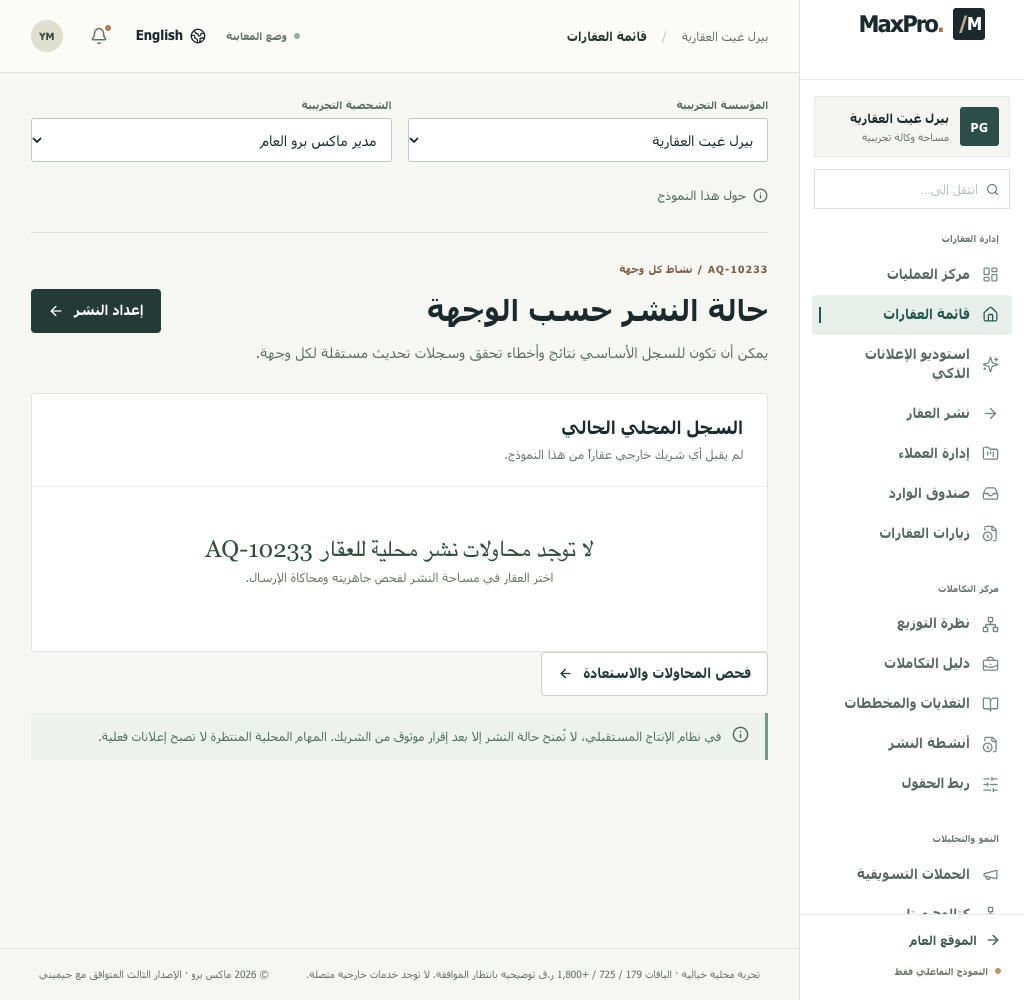 MaxPro.
/M
بيرل غيت العقارية
مساحة وكالة تجريبية
PG
انتقل إلى...
إدارة العقارات
مركز العمليات
قائمة العقارات
استوديو الإعلانات
الذكي
نشر العقار
إدارة العملاء
صندوق الوارد
زيارات العقارات
مركز التكاملات
نظرة التوزيع
دليل التكاملات
التغذيات والمخططات
أنشطة النشر
ربط الحقول
النمو والتحليلات
الحملات التسويقية
الموقع العام
النموذج التفاعلي فقط
بيرل غيت العقارية / قائمة العقارات
وضع المعاينة
English
YM
المؤسسة التجريبية
بيرل غيت العقارية
الشخصية التجريبية
مدير ماكس برو العام
حول هذا النموذج
AQ-10233 / نشاط كل وجهة
حالة النشر حسب الوجهة
إعداد النشر
يمكن أن تكون للسجل الأساسي نتائج وأخطاء تحقق وسجلات تحديث مستقلة لكل وجهة.
السجل المحلي الحالي
لم يقبل أي شريك خارجي عقاراً من هذا النموذج.
لا توجد محاولات نشر محلية للعقار AQ-10233
اختر العقار في مساحة النشر لفحص جاهزيته ومحاكاة الإرسال.
فحص المحاولات والاستعادة
في نظام الإنتاج المستقبلي، لا تُمنح حالة النشر إلا بعد إقرار موثوق من الشريك. المهام المحلية المنتظرة لا تصبح إعلانات فعلية.
تجربة محلية خيالية · الباقات 179 / 725 / +1,800 ر.ق توضيحية بانتظار الموافقة. لا توجد خدمات خارجية متصلة.
© 2026 ماكس برو · الإصدار الثالث المتوافق مع جيميني